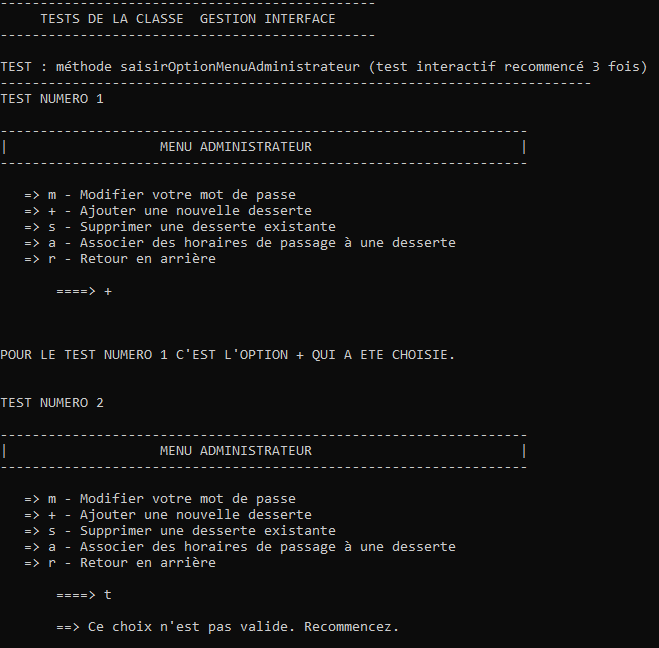 -----------------------------------------------
TESTS DE LA CLASSE  GESTION INTERFACE
-----------------------------------------------
TEST : méthode saisirOptionMenuAdministrateur (test interactif recommencé 3 fois)
--------------------------------------------------------------------------
TEST NUMERO 1
------------------------------------------------------------------
|                   MENU ADMINISTRATEUR                          |
------------------------------------------------------------------
=> m - Modifier votre mot de passe
=> + - Ajouter une nouvelle desserte
=> s - Supprimer une desserte existante
=> a - Associer des horaires de passage à une desserte
=> r - Retour en arrière
====> +
POUR LE TEST NUMERO 1 C'EST L'OPTION + QUI A ETE CHOISIE.
TEST NUMERO 2
------------------------------------------------------------------
|                   MENU ADMINISTRATEUR                          |
------------------------------------------------------------------
=> m - Modifier votre mot de passe
=> + - Ajouter une nouvelle desserte
=> s - Supprimer une desserte existante
=> a - Associer des horaires de passage à une desserte
=> r - Retour en arrière
====> t
==> Ce choix n'est pas valide. Recommencez.